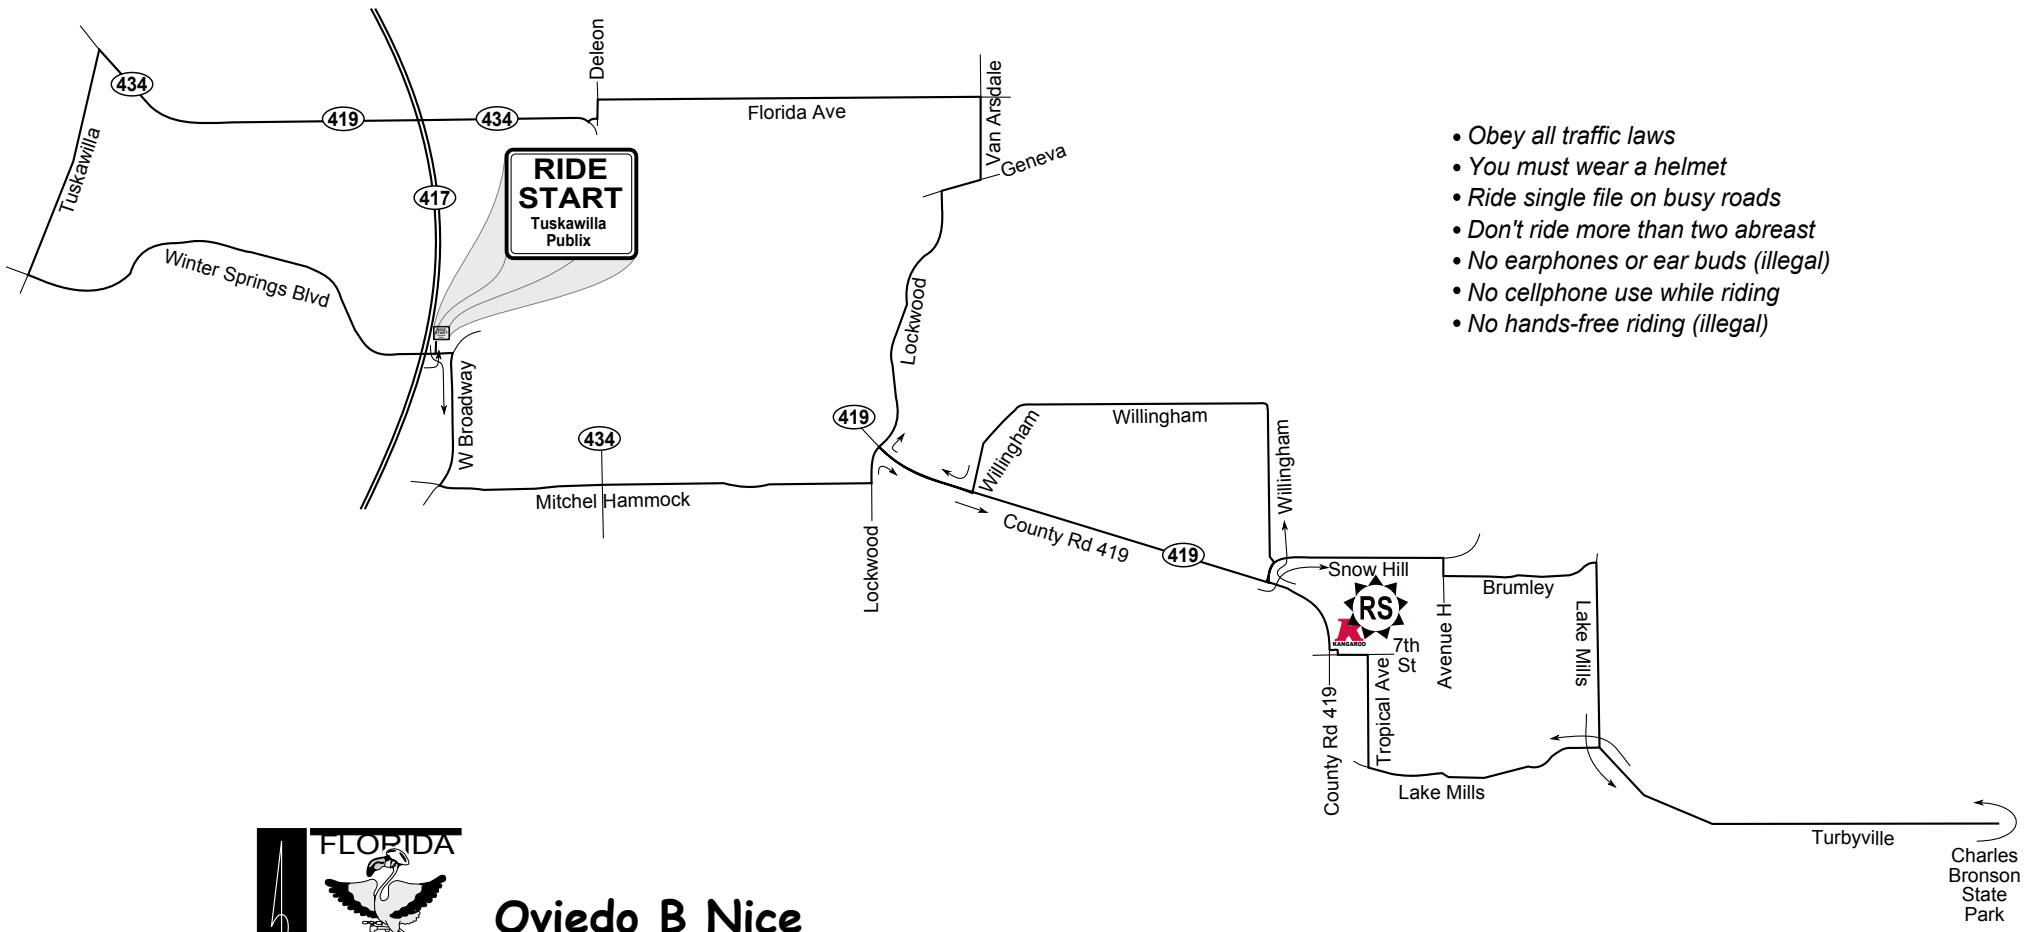 434
419
434
Deleon
Florida Ave
Van Arsdale
Geneva
Tuskawilla
417
RIDE
START
Tuskawilla
Publix
Winter Springs Blvd
Lockwood
W Broadway
434
Mitchel Hammock
419
Lockwood
Willingham
Willingham
Willingham
County Rd 419
419
Snow Hill
RS
K
KANGAROO
7th
St
Avenue H
Brumley
Lake Mills
Tropical Ave
County Rd 419
Lake Mills
Turbyville
Charles
Bronson
State
Park
• Obey all traffic laws
• You must wear a helmet
• Ride single file on busy roads
• Don't ride more than two abreast
• No earphones or ear buds (illegal)
• No cellphone use while riding
• No hands-free riding (illegal)
FLORIDA
Oviedo B Nice